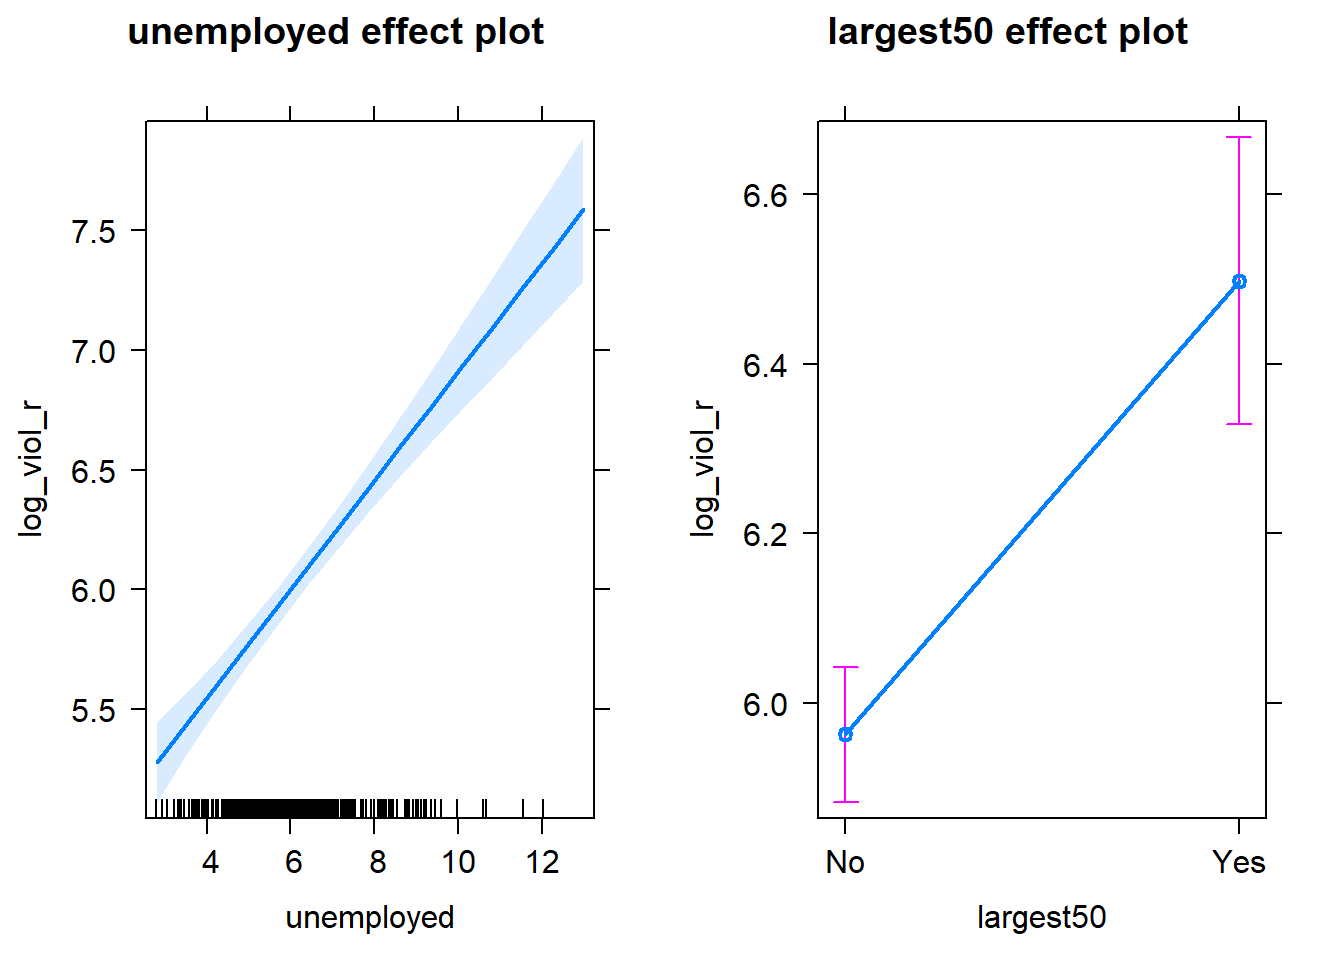 unemployed effect plot
log_viol_r
7.5
7.0
6.5
6.0
5.5
4 6 8 10 12
unemployed
largest50 effect plot
log_viol_r
6.6
6.4
6.2
6.0
No Yes
largest50